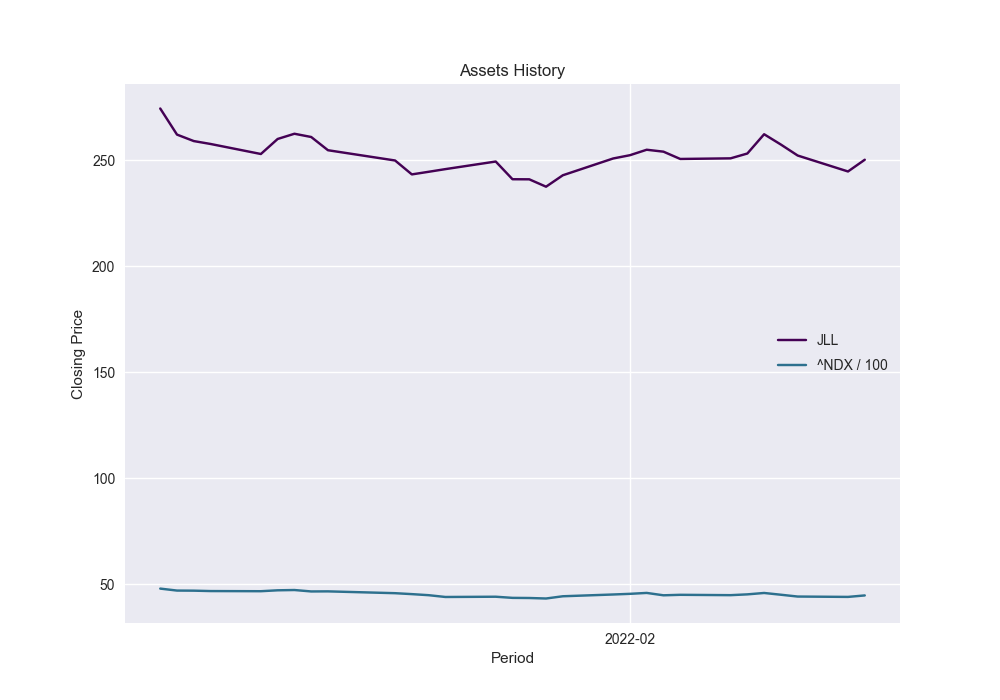 Assets History
Closing Price
250
200
150
100
50
JLL
^NDX / 100
2022-02
Period